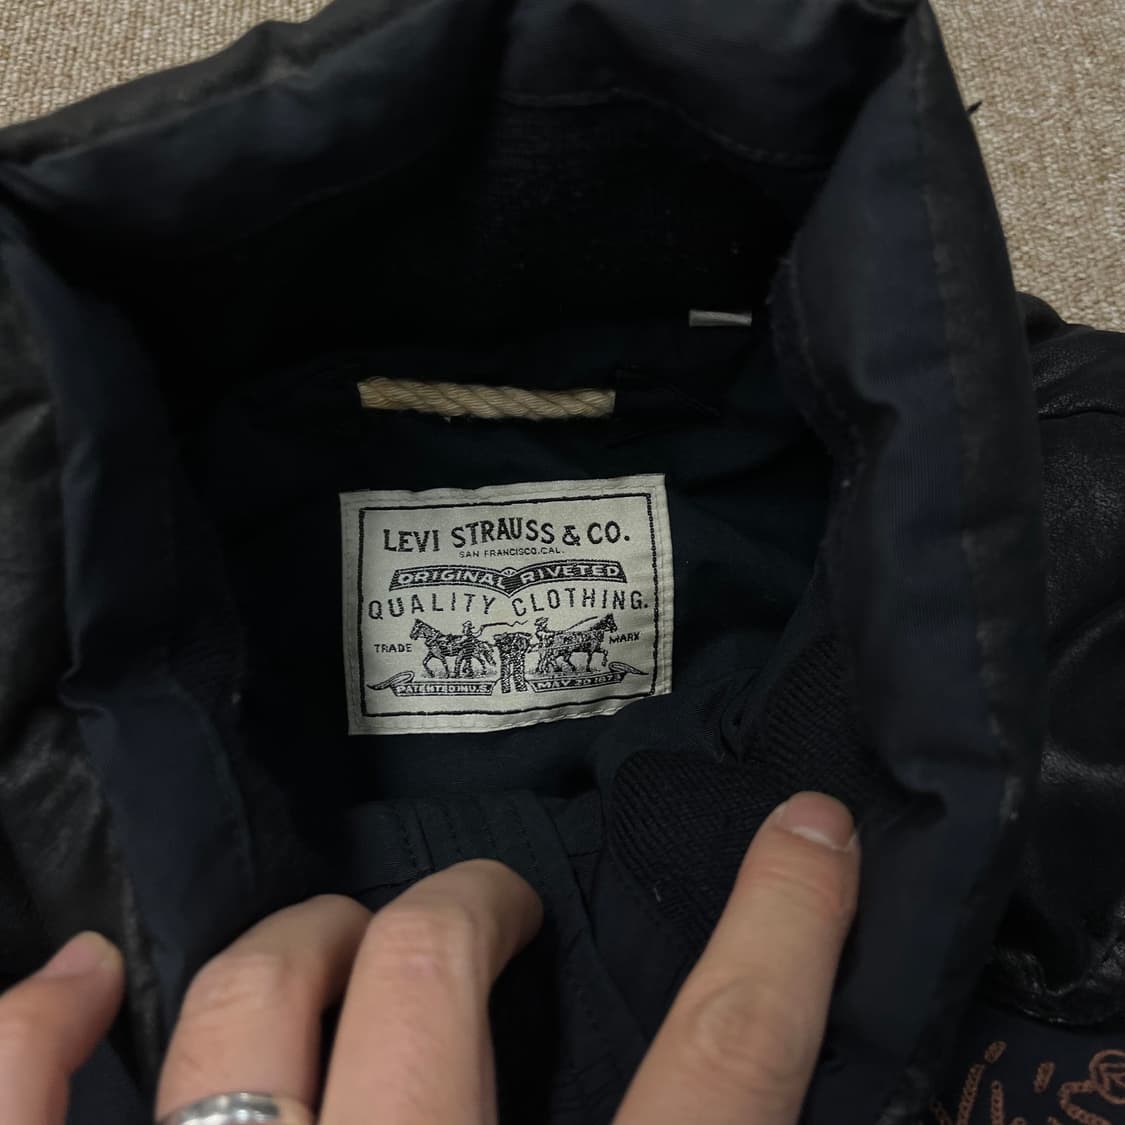 LEVI STRAUSS & CO.
SAN FRANCISCO.CAL.
ORIGINAL RIVETED
QUALITY CLOTHING.
TRADE MARK
PATENTED IN U.S. MAY 20 1873